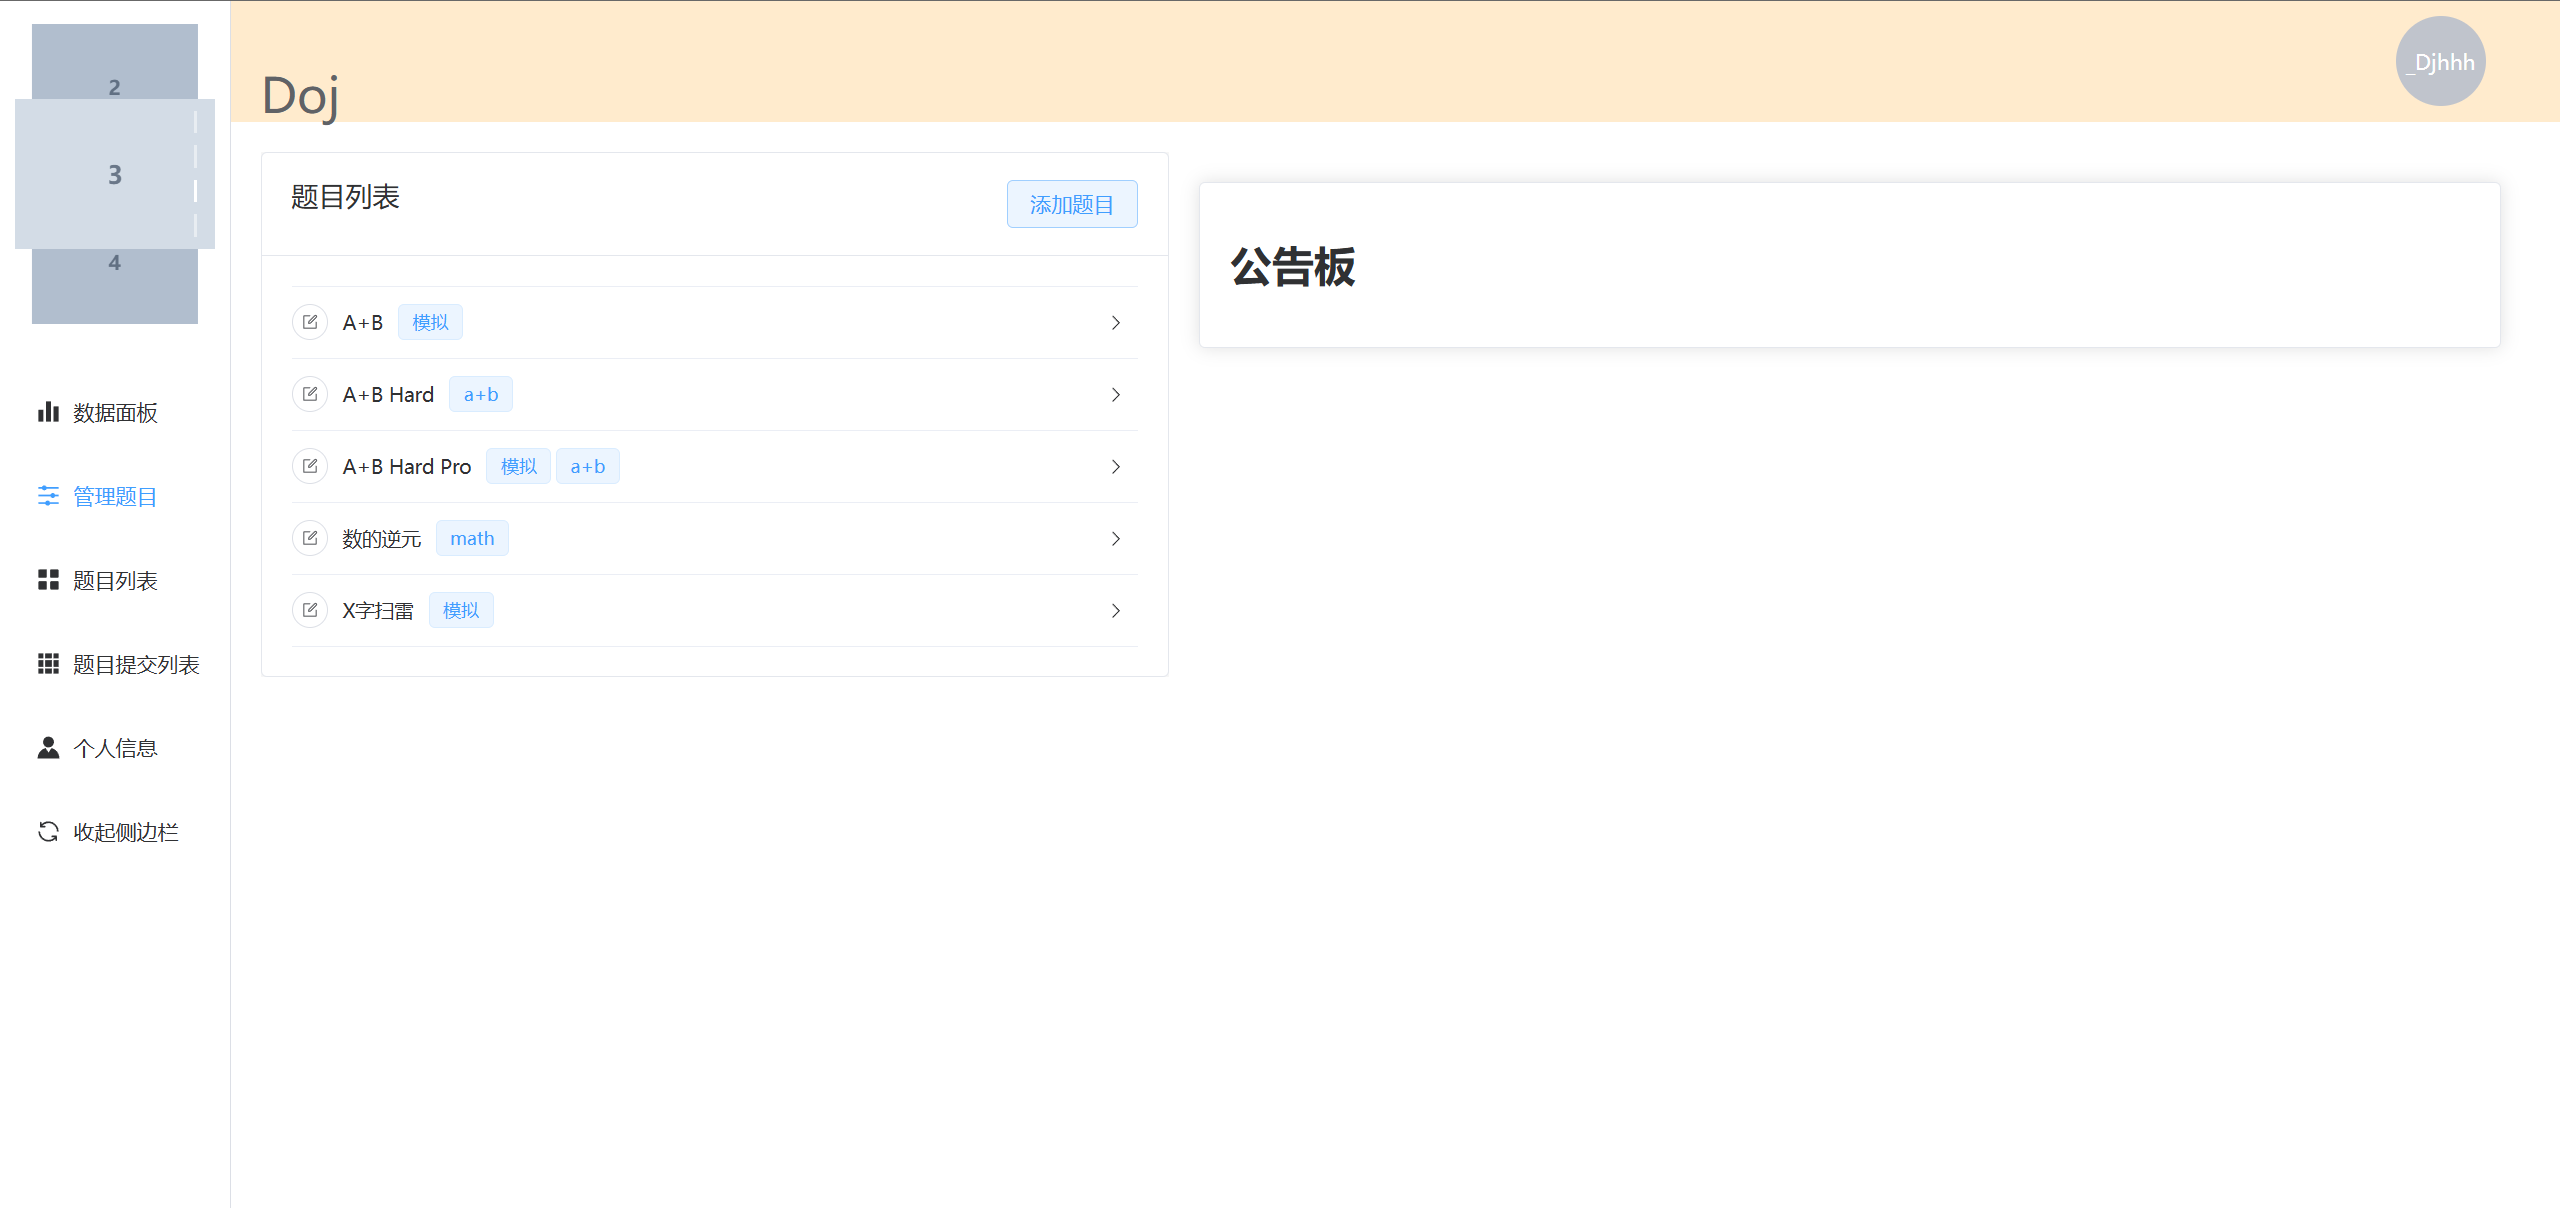 2
3
4
数据面板
管理题目
题目列表
题目提交列表
个人信息
收起侧边栏
Doj
_Djhhh
题目列表
添加题目
A+B 模拟
A+B Hard a+b
A+B Hard Pro 模拟 a+b
数的逆元 math
X字扫雷 模拟
公告板